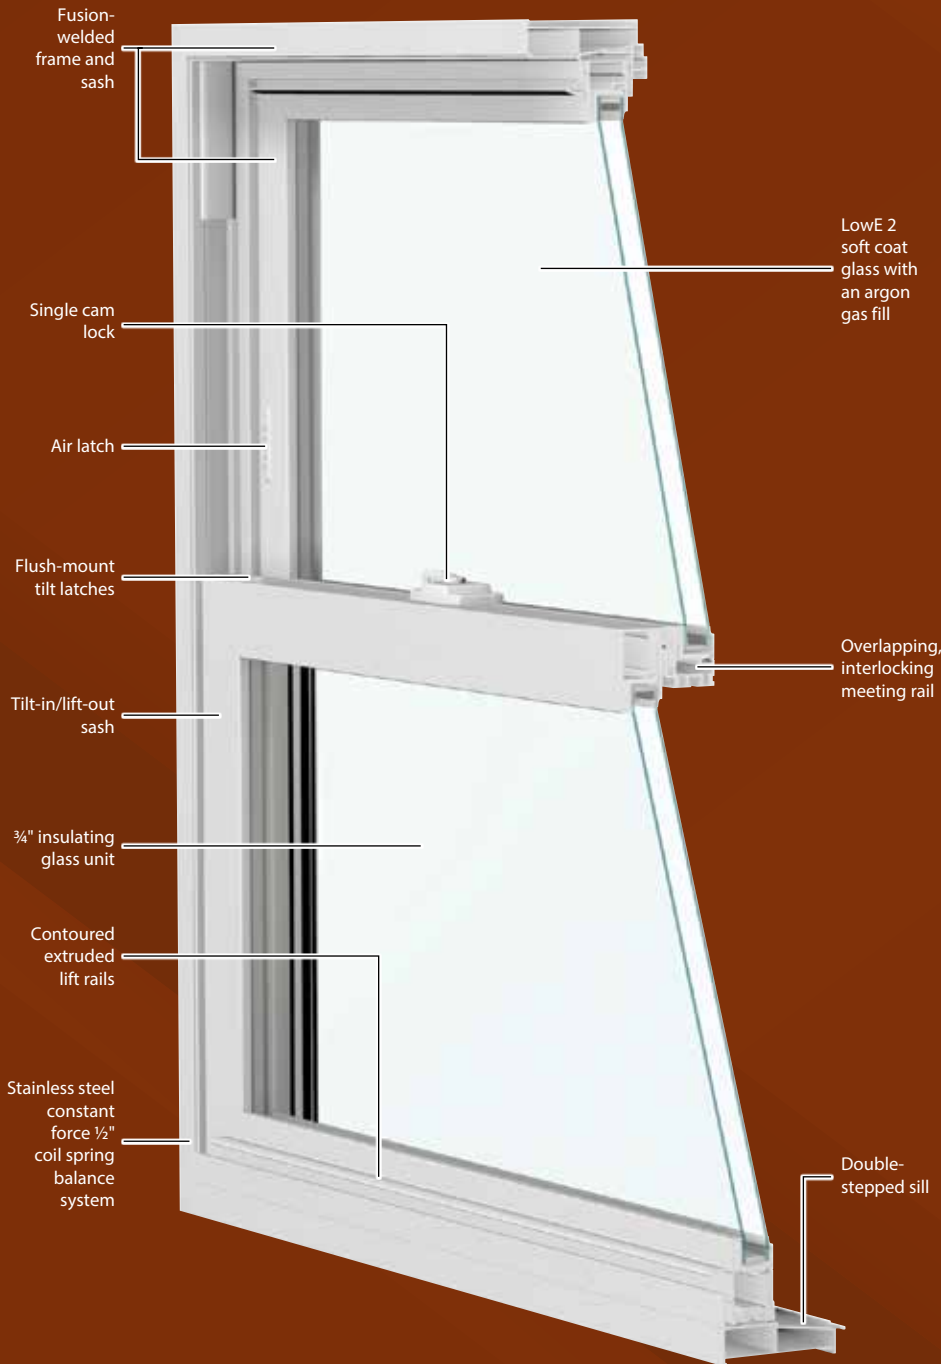 Fusion-
welded
frame and
sash
LowE 2
soft coat
glass with
an argon
gas fill
Single cam
lock
Air latch
Flush-mount
tilt latches
Overlapping,
interlocking
meeting rail
Tilt-in/lift-out
sash
¾" insulating
glass unit
Contoured
extruded
lift rails
Stainless steel
constant
force ½"
coil spring
balance
system
Double-
stepped sill